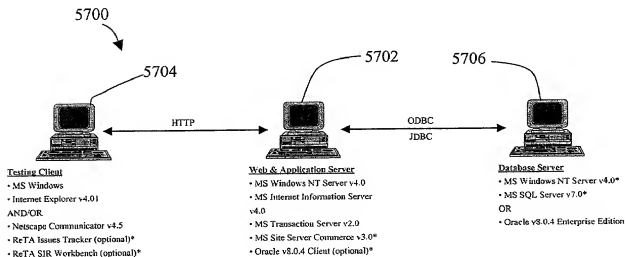 5700
5704
5702
5706
HTTP
ODBC
JDBC
Testing Client
• MS Windows
• Internet Explorer v4.01
AND/OR
• Netscape Communicator v4.5
• ReTA Issues Tracker (optional)*
• ReTA SIR Workbench (optional)*
Web & Application Server
• MS Windows NT Server v4.0
• MS Internet Information Server
v4.0
• MS Transaction Server v2.0
• MS Site Server Commerce v3.0*
• Oracle v8.0.4 Client (optional)*
Database Server
• MS Windows NT Server v4.0*
• MS SQL Server v7.0*
OR
• Oracle v8.0.4 Enterprise Edition